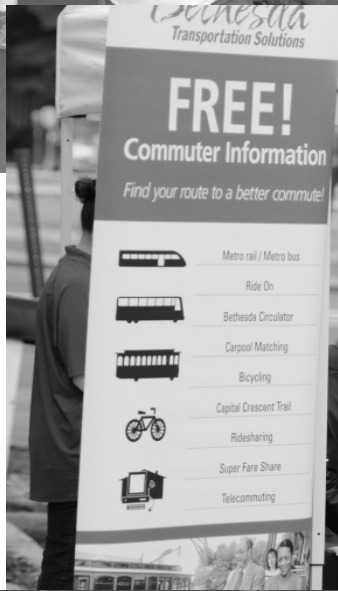 Bethesda
Transportation Solutions
FREE!
Commuter Information
Find your route to a better commute!
Metro rail / Metro bus
Ride On
Bethesda Circulator
Carpool Matching
Bicycling
Capital Crescent Trail
Ridesharing
Super Fare Share
Telecommuting